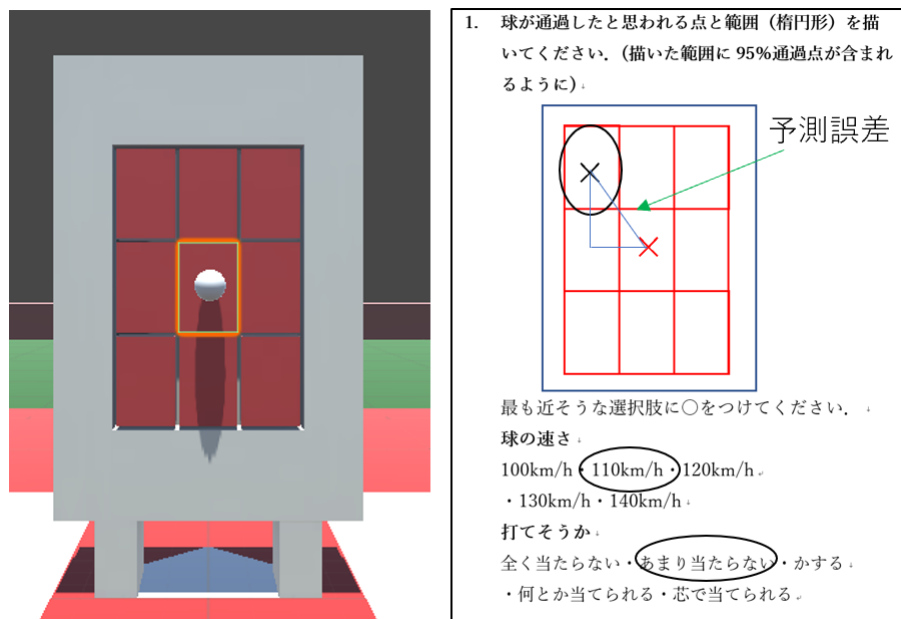 1. 球が通過したと思われる点と範囲（楕円形）を描
いてください．（描いた範囲に 95%通過点が含まれ
るように）
予測誤差
最も近そうな選択肢に○をつけてください．
球の速さ
100km/h・110km/h・120km/h
・130km/h・140km/h
打てそうか
全く当たらない・あまり当たらない・かする
・何とか当てられる・芯で当てられる